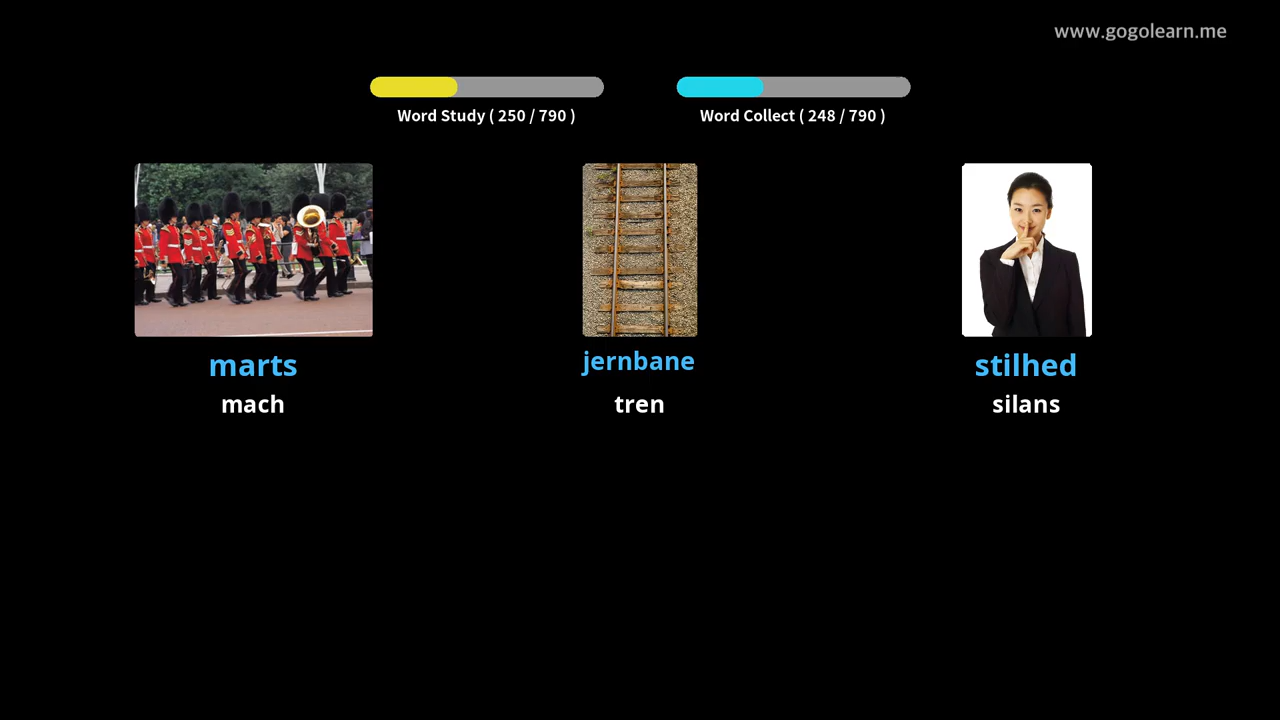 www.gogolearn.me
Word Study ( 250 / 790 )
Word Collect ( 248 / 790 )
marts
jernbane
stilhed
mach
tren
silans